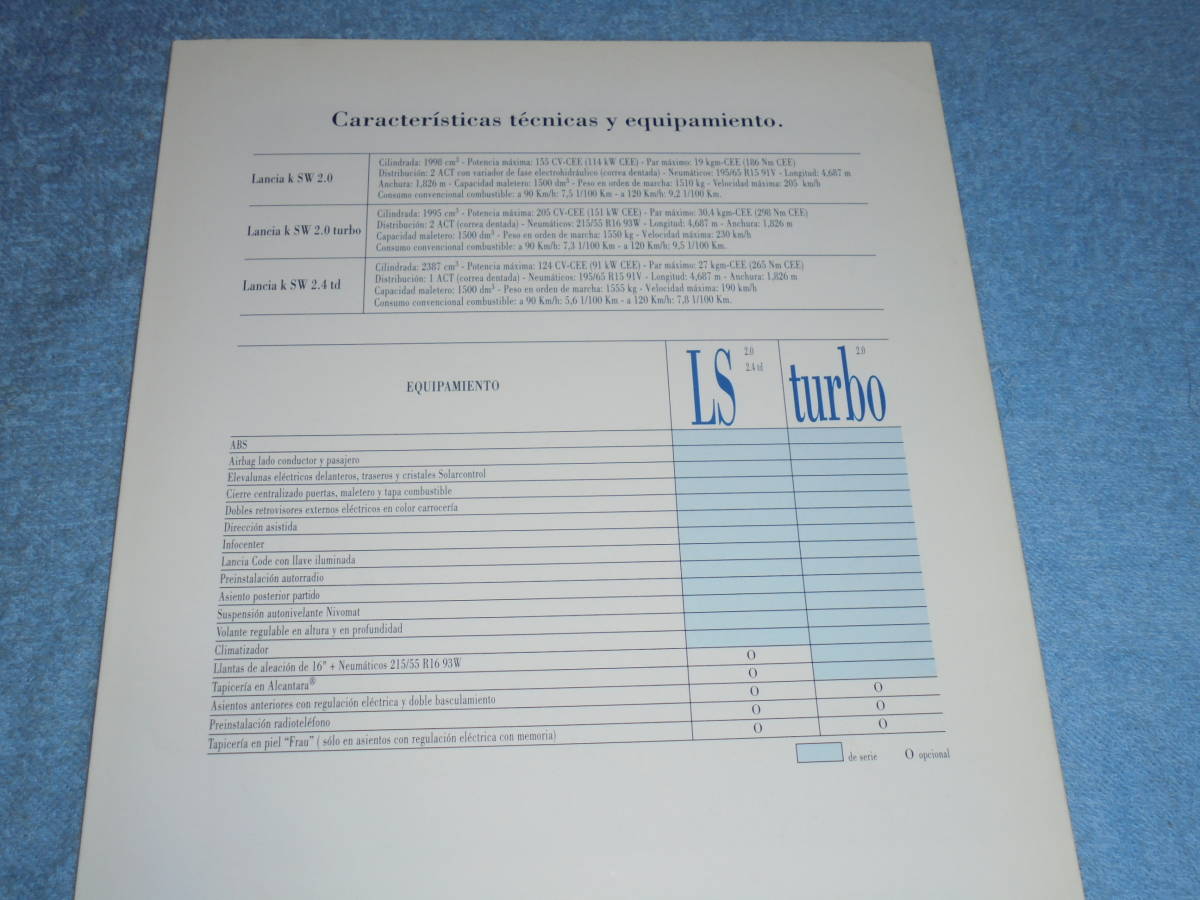 Características técnicas y equipamiento.
Lancia k SW 2.0
Cilindrada: 1998 cm³ - Potencia máxima: 155 CV-CEE (114 kW CEE) - Par máximo: 19 kgm-CEE (186 Nm CEE)
Distribución: 2 ACT con variador de fase electrohidráulico (correa dentada) - Neumáticos: 195/65 R15 91V - Longitud: 4,687 m
Anchura: 1,826 m - Capacidad maletero: 1500 dm³ - Peso en orden de marcha: 1510 kg - Velocidad máxima: 205 km/h
Consumo convencional combustible: a 90 Km/h: 7,5 1/100 Km - a 120 Km/h: 9,2 1/100 Km.
Lancia k SW 2.0 turbo
Cilindrada: 1995 cm³ - Potencia máxima: 205 CV-CEE (151 kW CEE) - Par máximo: 30,4 kgm-CEE (298 Nm CEE)
Distribución: 2 ACT (correa dentada) - Neumáticos: 215/55 R16 93W - Longitud: 4,687 m - Anchura: 1,826 m
Capacidad maletero: 1500 dm³ - Peso en orden de marcha: 1550 kg - Velocidad máxima: 230 km/h
Consumo convencional combustible: a 90 Km/h: 7,3 1/100 Km - a 120 Km/h: 9,5 1/100 Km.
Lancia k SW 2.4 td
Cilindrada: 2387 cm³ - Potencia máxima: 124 CV-CEE (91 kW CEE) - Par máximo: 27 kgm-CEE (265 Nm CEE)
Distribución: 1 ACT (correa dentada) - Neumáticos: 195/65 R15 91V - Longitud: 4,687 m - Anchura: 1,826 m
Capacidad maletero: 1500 dm³ - Peso en orden de marcha: 1555 kg - Velocidad máxima: 190 km/h
Consumo convencional combustible: a 90 Km/h: 5,6 1/100 Km - a 120 Km/h: 7,8 1/100 Km.
EQUIPAMIENTO
LS 2.0
2.4 td
turbo 2.0
ABS
Airbag lado conductor y pasajero
Elevalunas eléctricos delanteros, traseros y cristales Solarcontrol
Cierre centralizado puertas, maletero y tapa combustible
Dobles retrovisores externos eléctricos en color carrocería
Dirección asistida
Infocenter
Lancia Code con llave iluminada
Preinstalación autorradio
Asiento posterior partido
Suspensión autonivelante Nivomat
Volante regulable en altura y en profundidad
Climatizador
Llantas de aleación de 16" + Neumáticos 215/55 R16 93W O
Tapicería en Alcantara® O
Asientos anteriores con regulación eléctrica y doble basculamiento O O
Preinstalación radioteléfono O O
Tapicería en piel “Frau” ( sólo en asientos con regulación eléctrica con memoria) O O
de serie O opcional